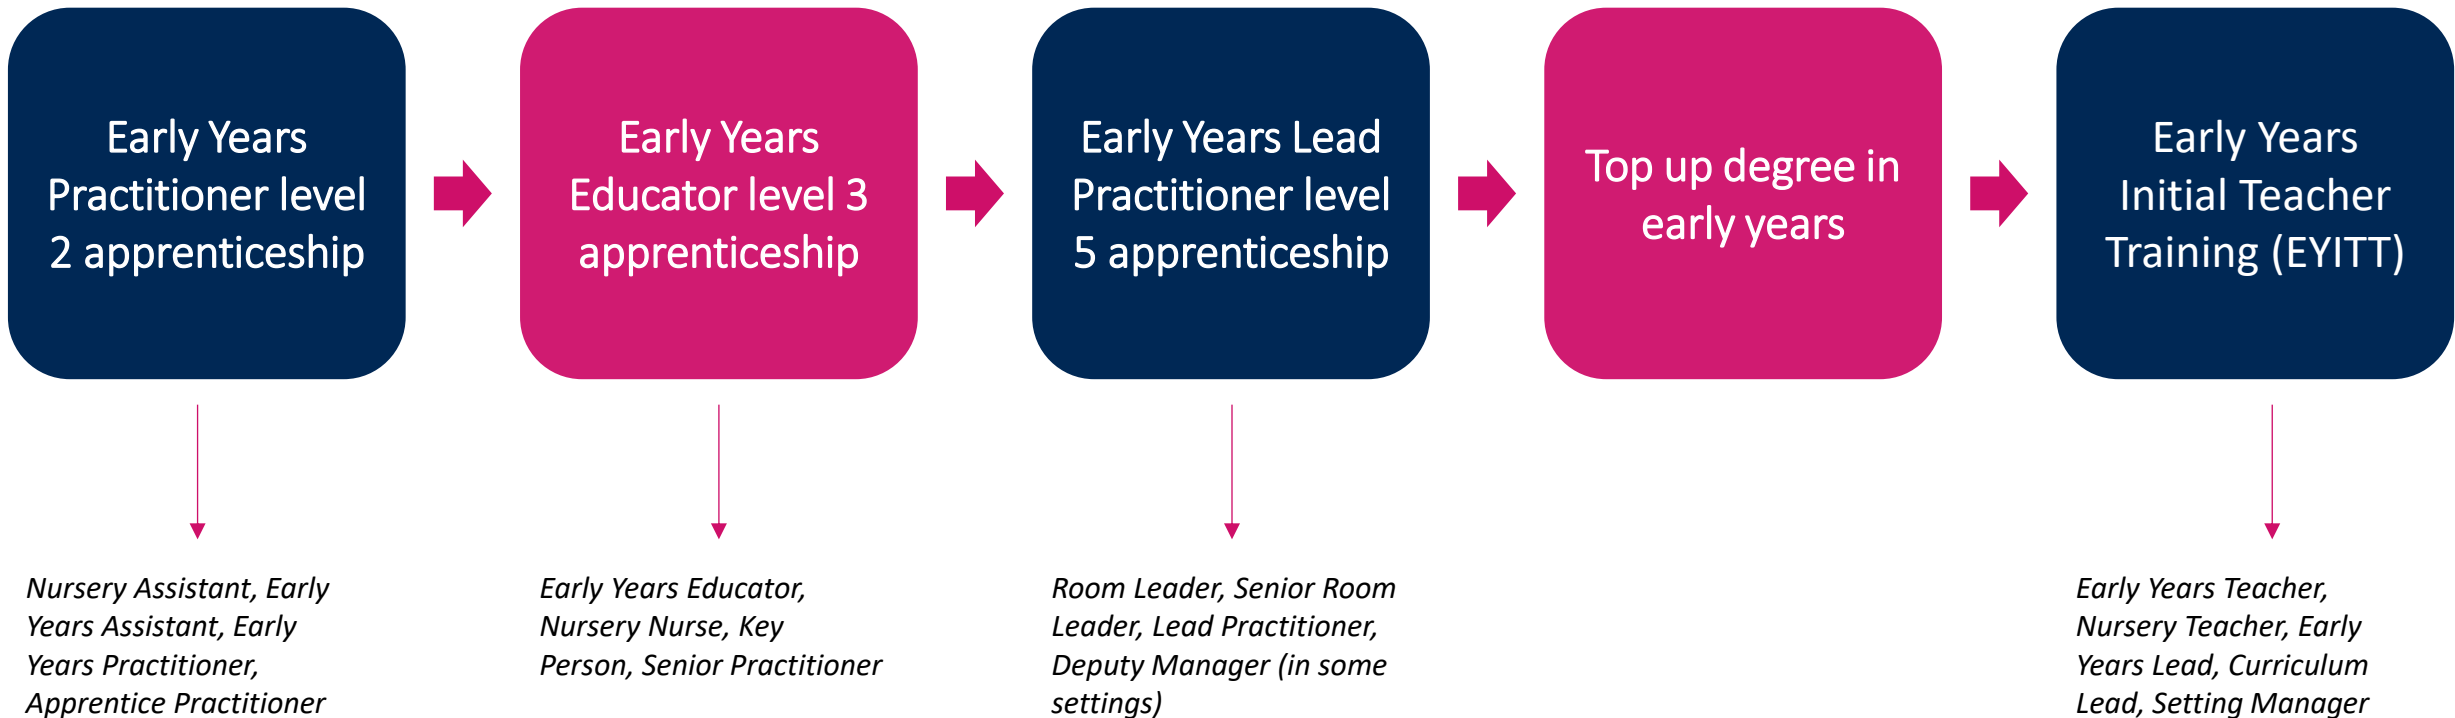 Early Years
Practitioner level
2 apprenticeship
Early Years
Educator level 3
apprenticeship
Early Years Lead
Practitioner level
5 apprenticeship
Top up degree in
early years
Early Years
Initial Teacher
Training (EYITT)
Nursery Assistant, Early
Years Assistant, Early
Years Practitioner,
Apprentice Practitioner
Early Years Educator,
Nursery Nurse, Key
Person, Senior Practitioner
Room Leader, Senior Room
Leader, Lead Practitioner,
Deputy Manager (in some
settings)
Early Years Teacher,
Nursery Teacher, Early
Years Lead, Curriculum
Lead, Setting Manager